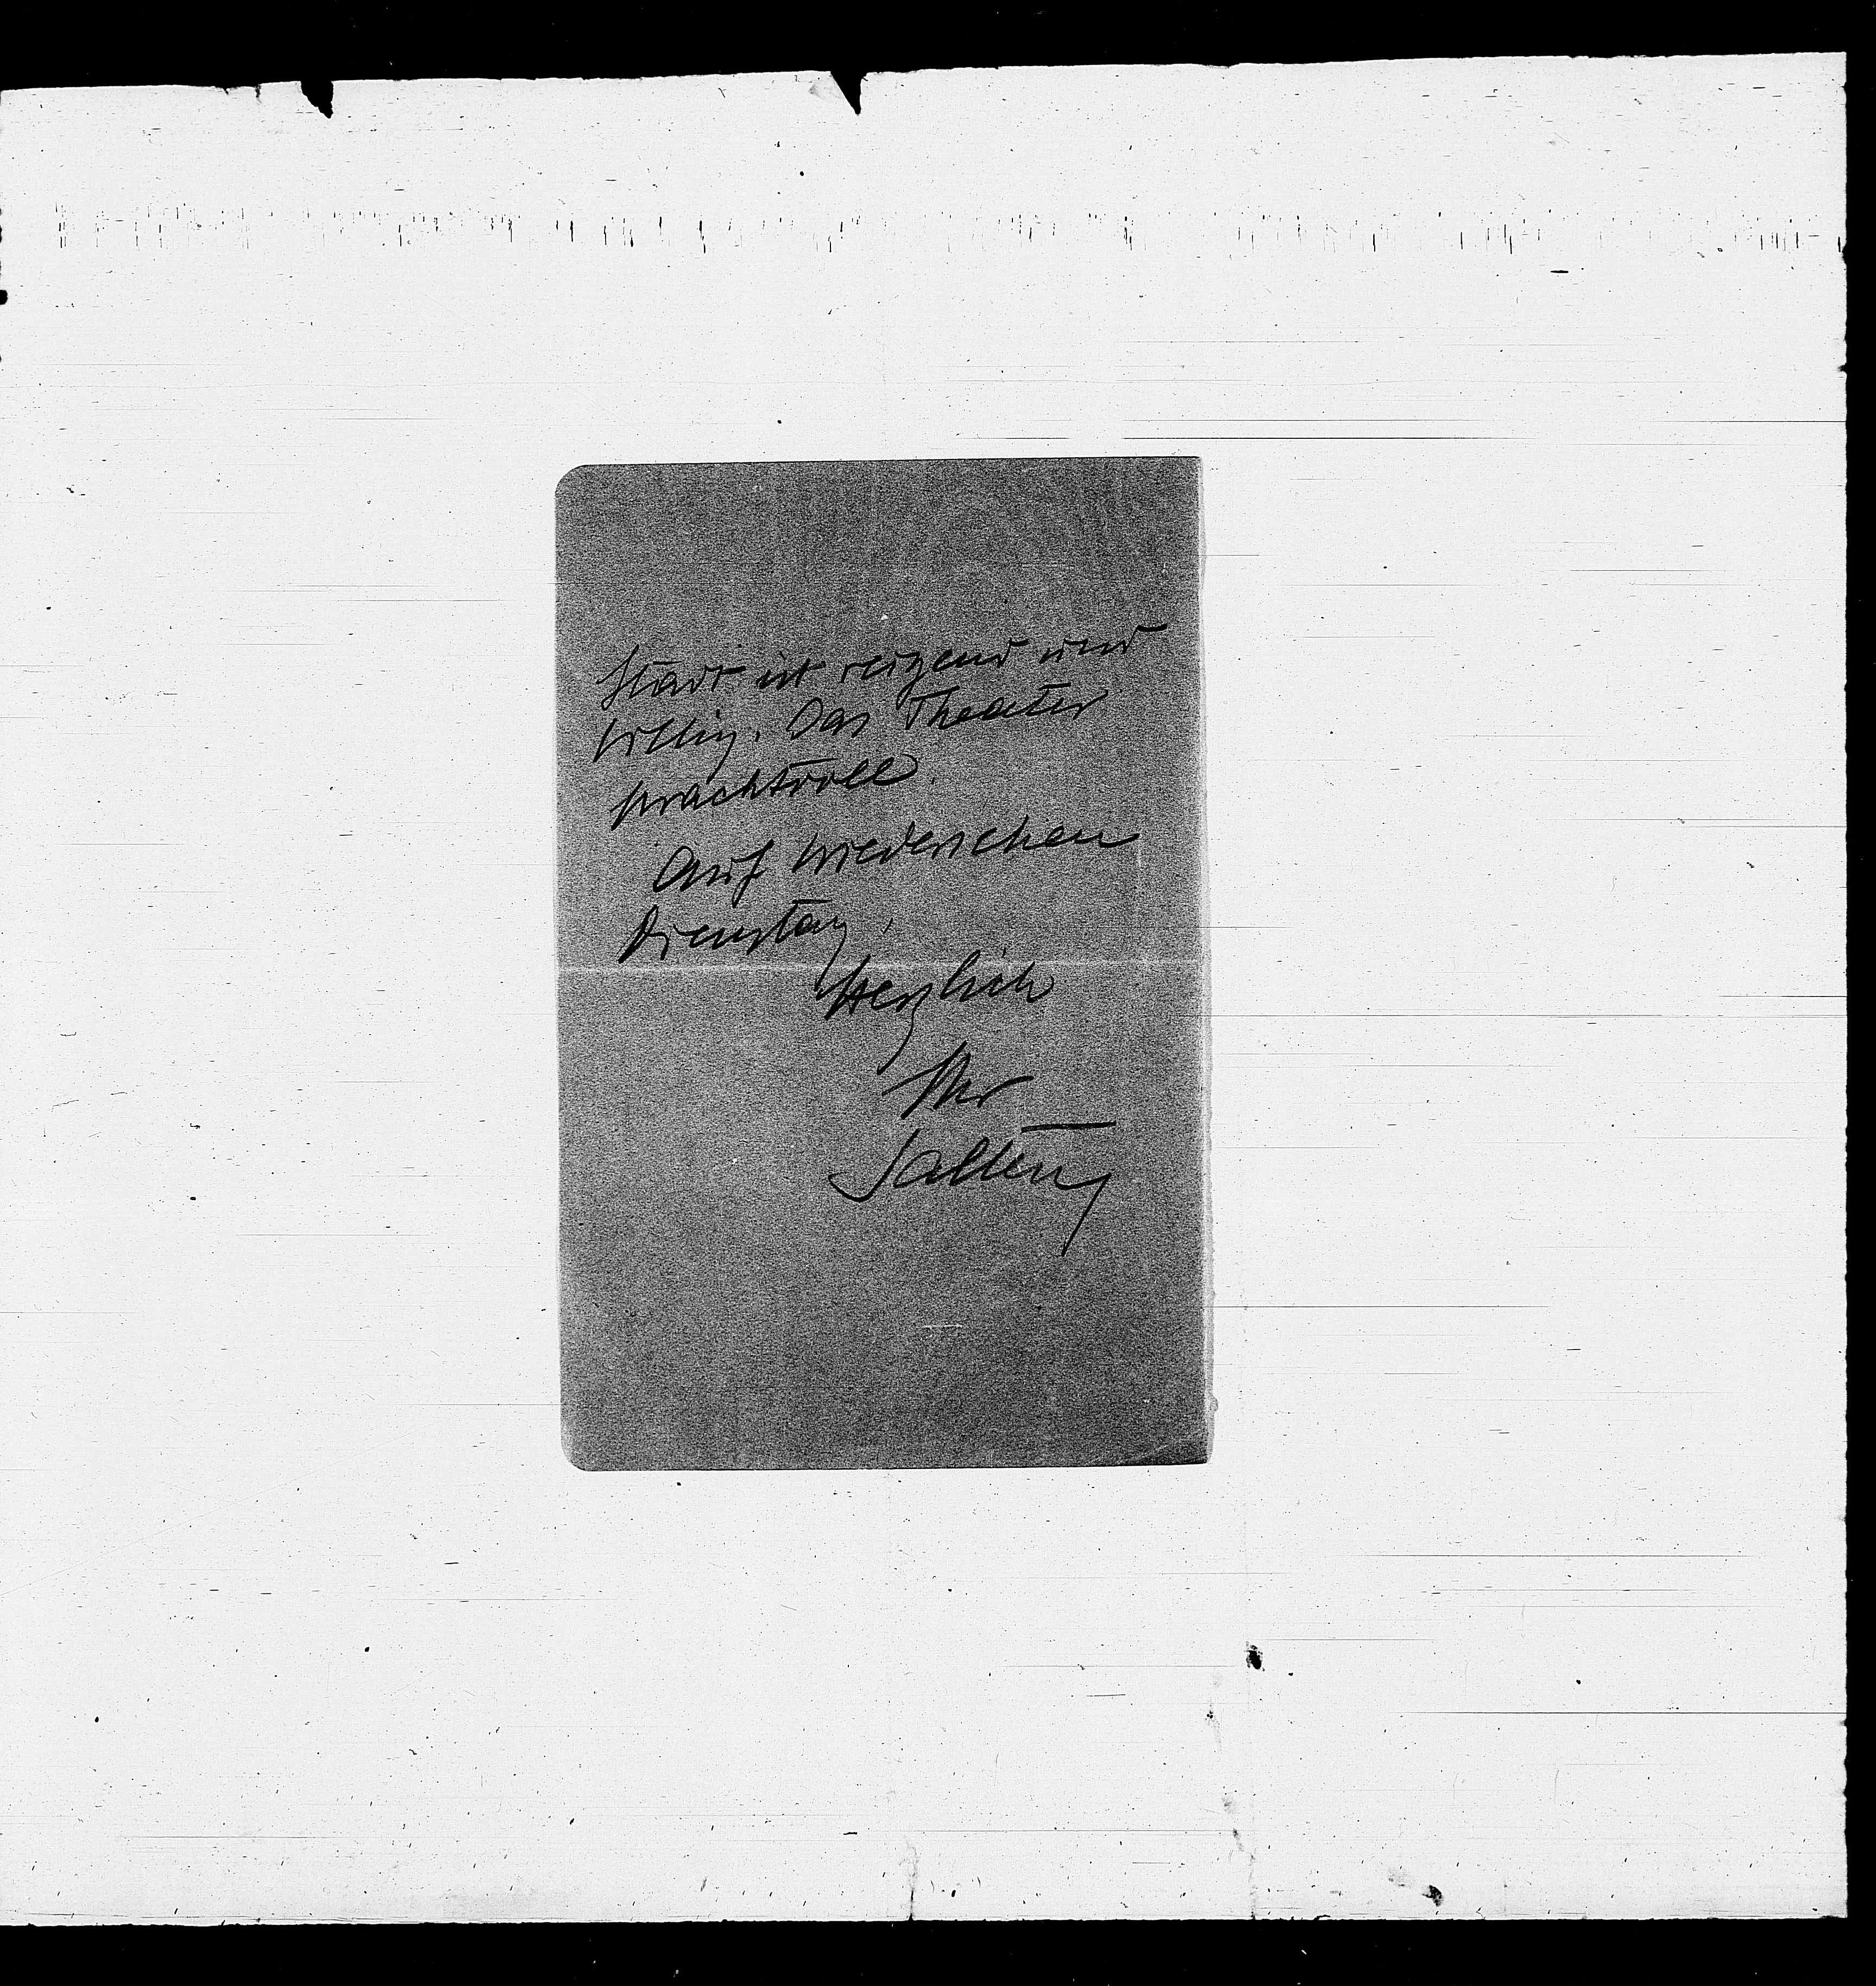 Stadt ist reizend und
billig. Das Theater
prachtvoll.
Auf Wiedersehen
Dienstag.
Herzlich
Ihr
Salten